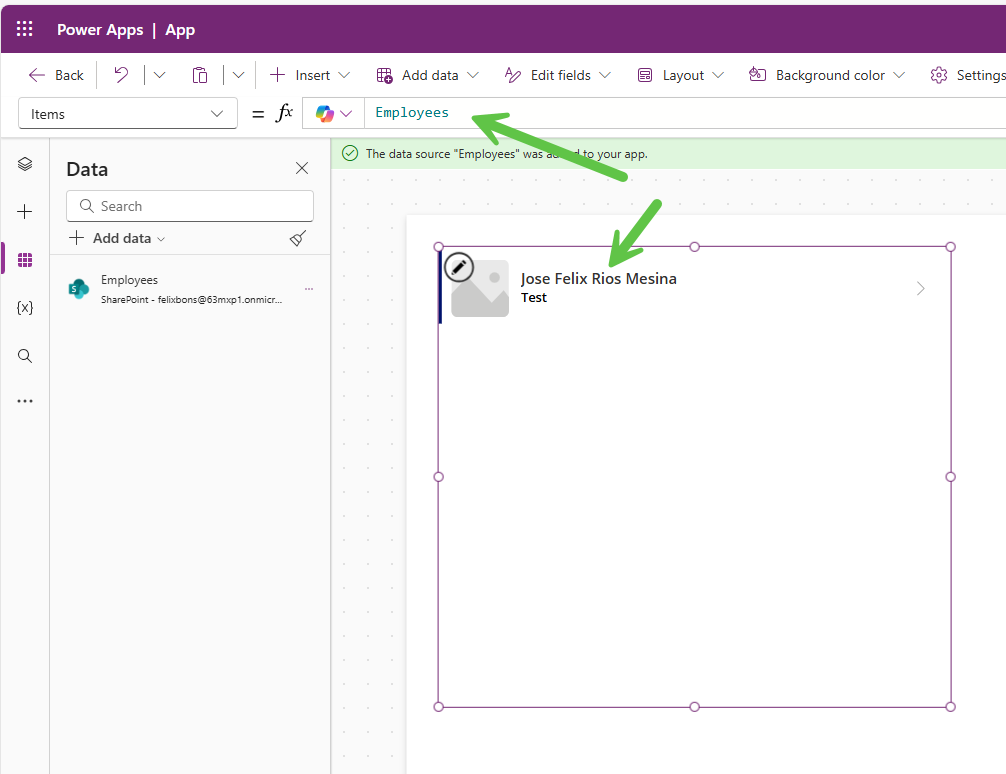 Power Apps | App
Back Insert Add data Edit fields Layout Background color Settings
Items = fx Employees
Data
The data source "Employees" was added to your app.
Search
Add data
Employees
SharePoint - felixbons@63mxp1.onmicr...
{x}
Jose Felix Rios Mesina
Test